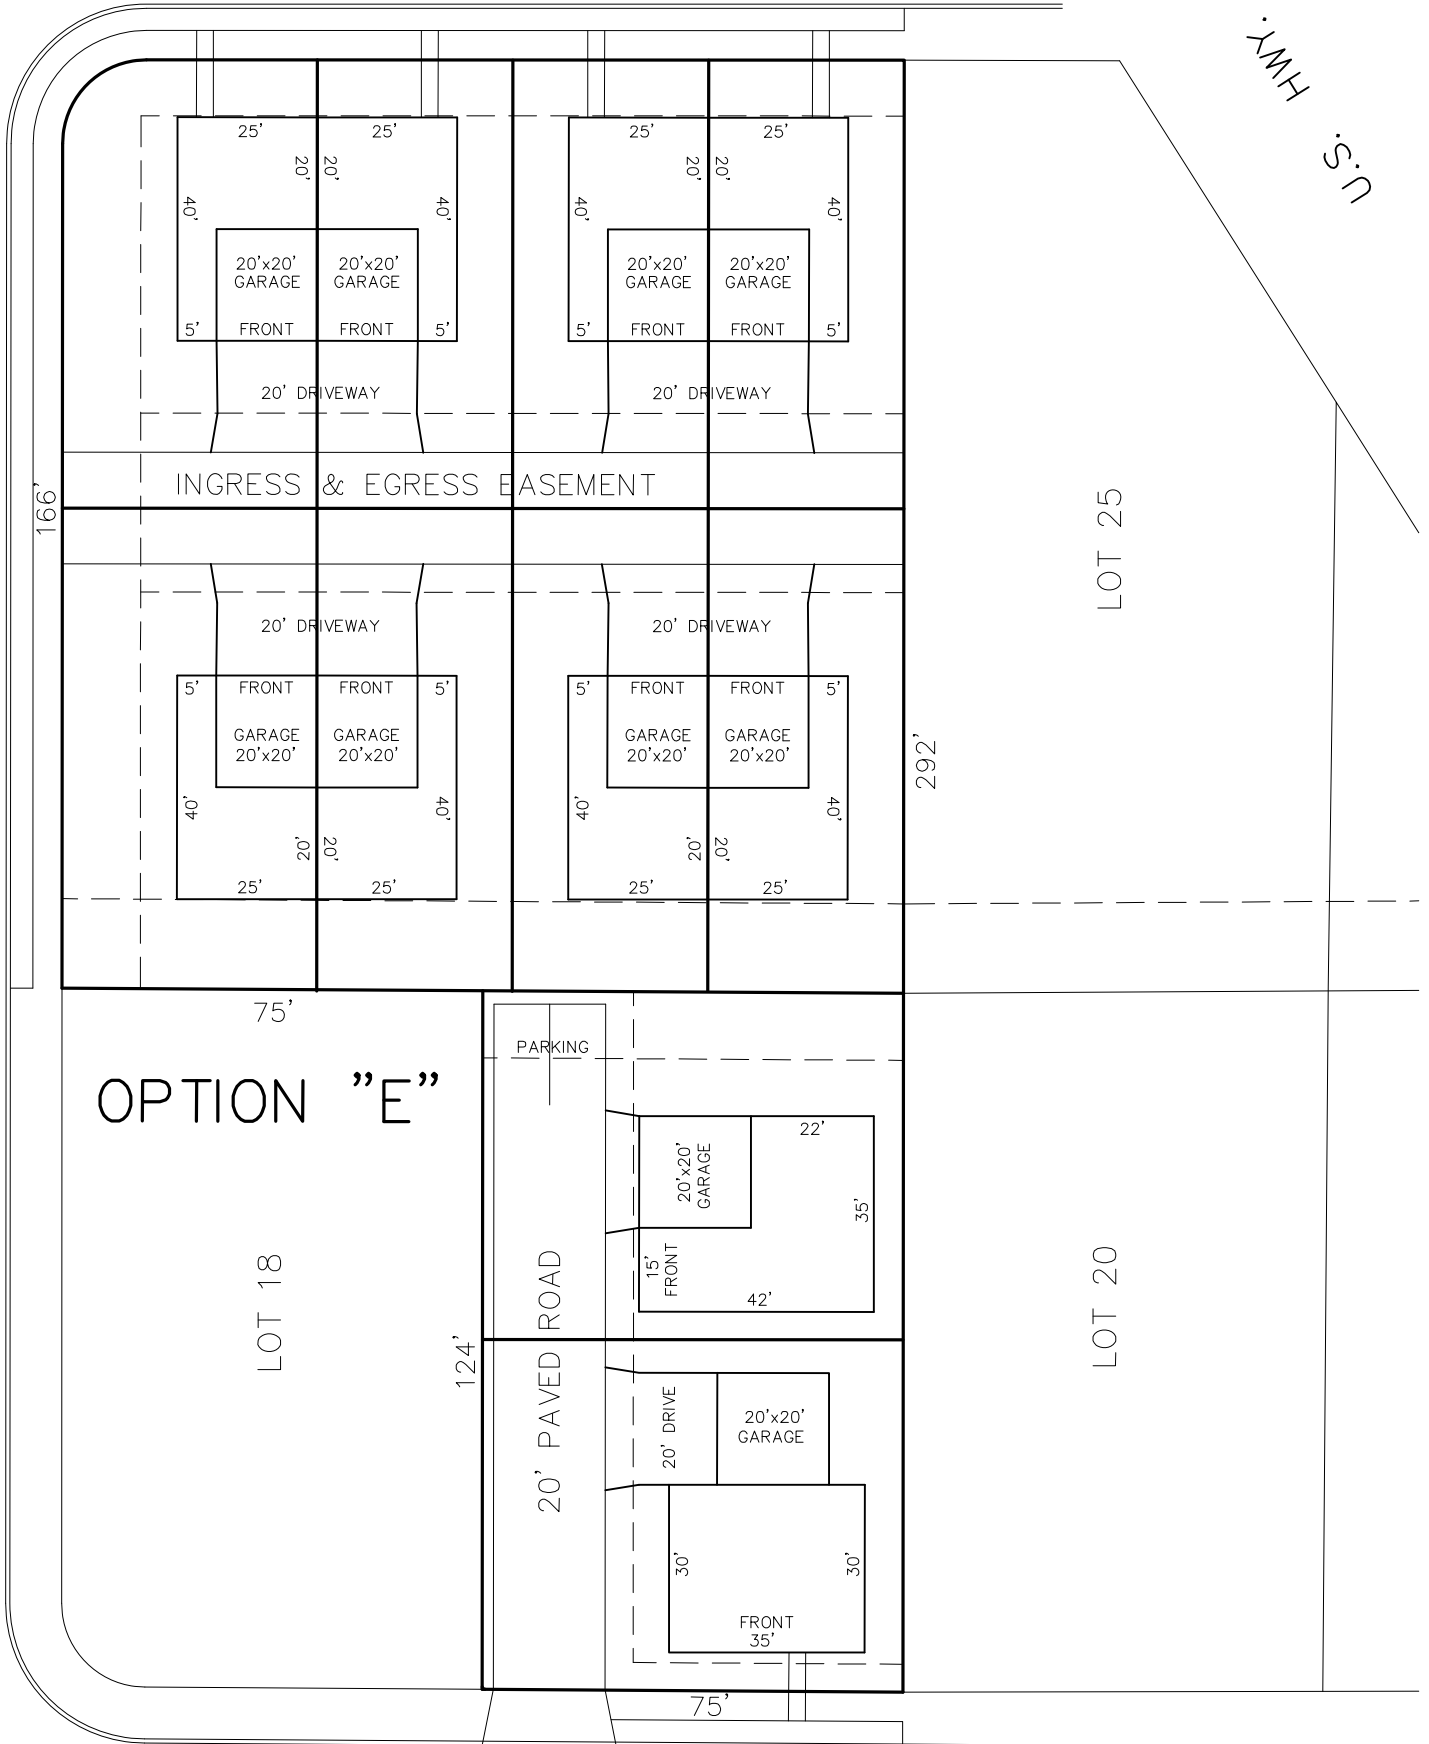 U.S. HWY.
25' 25' 25' 25'
20' 20' 20' 20'
40' 40' 40' 40'
20'x20' 20'x20' 20'x20' 20'x20'
GARAGE GARAGE GARAGE GARAGE
5' FRONT FRONT 5' 5' FRONT FRONT 5'
20' DRIVEWAY 20' DRIVEWAY
INGRESS & EGRESS EASEMENT
166'
LOT 25
20' DRIVEWAY 20' DRIVEWAY
5' FRONT FRONT 5' 5' FRONT FRONT 5'
GARAGE GARAGE GARAGE GARAGE
20'x20' 20'x20' 20'x20' 20'x20'
292'
40' 40' 40' 40'
20' 20' 20' 20'
25' 25' 25' 25'
75'
OPTION "E"
PARKING
22'
20'x20'
GARAGE
35'
15'
FRONT
42'
LOT 18
124'
20' PAVED ROAD
LOT 20
20' DRIVE
20'x20'
GARAGE
30' 30'
FRONT
35'
75'